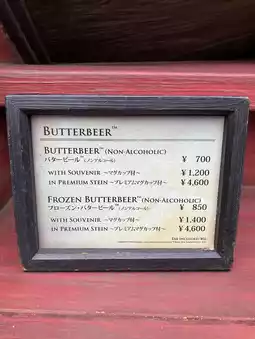 BUTTERBEER™
BUTTERBEER™ (NON-ALCOHOLIC) ¥ 700
バタービール™(ノンアルコール)
WITH SOUVENIR ～マグカップ付～ ¥ 1,200
IN PREMIUM STEIN ～プレミアムマグカップ付～ ¥ 4,600
FROZEN BUTTERBEER™ (NON-ALCOHOLIC) ¥ 850
フローズン・バタービール™(ノンアルコール)
WITH SOUVENIR ～マグカップ付～ ¥ 1,400
IN PREMIUM STEIN ～プレミアムマグカップ付～ ¥ 4,600